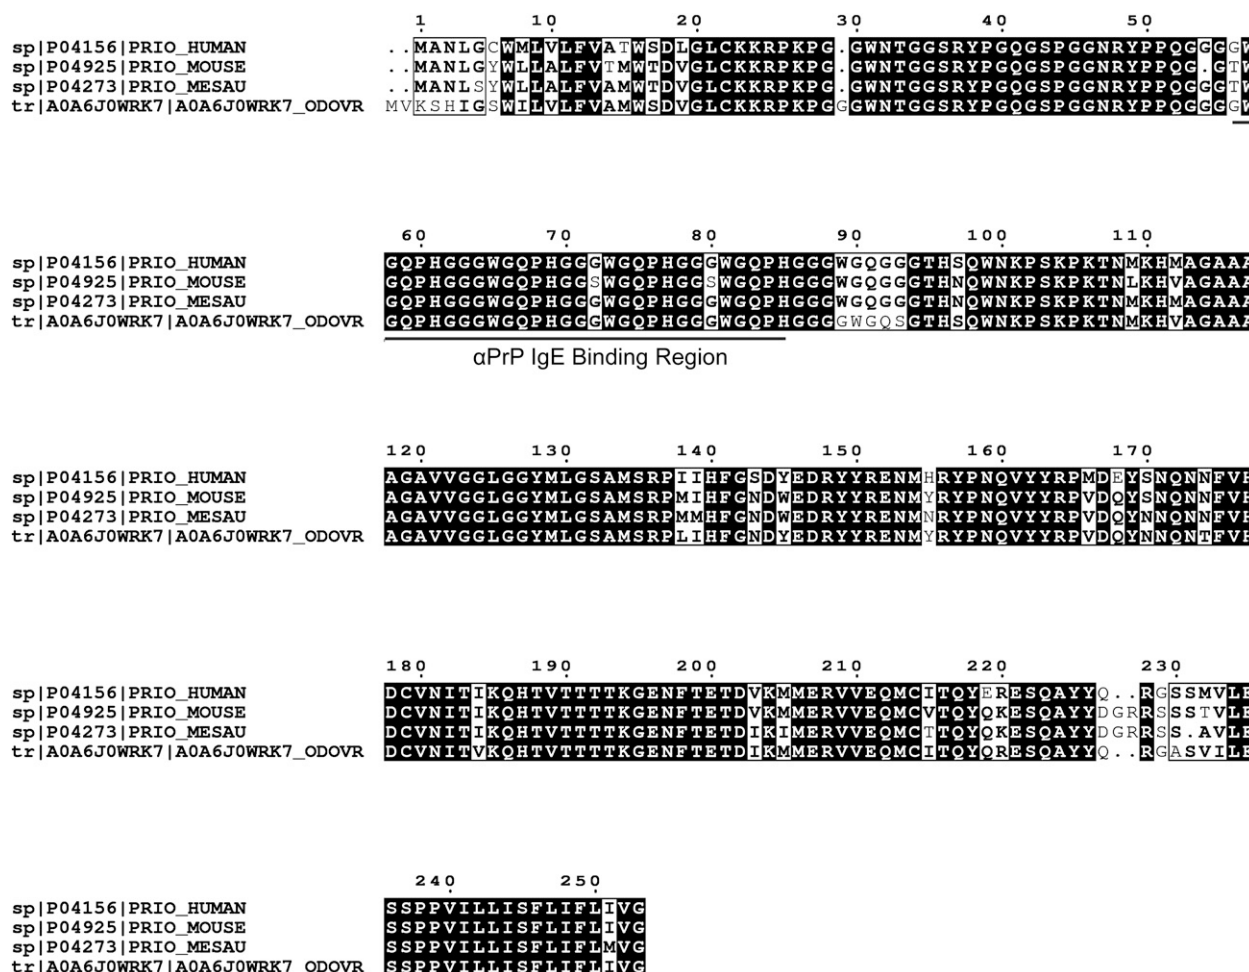 1 10 20 30 40 50
sp|P04156|PRIO_HUMAN ..MANLGCWMLVLFVATWSDLGLCKKRPKPG.GWNTGGSRYPGQGSPGGNRYPPQGGGGW
sp|P04925|PRIO_MOUSE ..MANLGYWLLALFVTMWTDVGLCKKRPKPG.GWNTGGSRYPGQGSPGGNRYPPQG.GTW
sp|P04273|PRIO_MESAU ..MANLSYWLLALFVAMWTDVGLCKKRPKPG.GWNTGGSRYPGQGSPGGNRYPPQGGGTW
tr|A0A6J0WRK7|A0A6J0WRK7_ODOVR MVKSHIGSWILVLFVAMWSDVGLCKKRPKPGGGWNTGGSRYPGQGSPGGNRYPPQGGGGW
60 70 80 90 100 110
sp|P04156|PRIO_HUMAN GQPHGGGWGQPHGGGWGQPHGGGWGQPHGGGWGQGGGTHSQWNKPSKPKTNMKHMAGAAA
sp|P04925|PRIO_MOUSE GQPHGGGWGQPHGGSWGQPHGGSWGQPHGGGWGQGGGTHNQWNKPSKPKTNLKHVAGAAA
sp|P04273|PRIO_MESAU GQPHGGGWGQPHGGGWGQPHGGGWGQPHGGGWGQGGGTHNQWNKPSKPKTNMKHMAGAAA
tr|A0A6J0WRK7|A0A6J0WRK7_ODOVR GQPHGGGWGQPHGGGWGQPHGGGWGQPHGGGGWGQSGTHSQWNKPSKPKTNMKHVAGAAA
αPrP IgE Binding Region
120 130 140 150 160 170
sp|P04156|PRIO_HUMAN AGAVVGGLGGYMLGSAMSRPIIHFGSDYEDRYYRENMHRYPNQVYYRPMDEYSNQNNFVH
sp|P04925|PRIO_MOUSE AGAVVGGLGGYMLGSAMSRPMIHFGNDWEDRYYRENMYRYPNQVYYRPVDQYSNQNNFVH
sp|P04273|PRIO_MESAU AGAVVGGLGGYMLGSAMSRPMMHFGNDWEDRYYRENMNRYPNQVYYRPVDQYNNQNNFVH
tr|A0A6J0WRK7|A0A6J0WRK7_ODOVR AGAVVGGLGGYMLGSAMSRPLIHFGNDYEDRYYRENMYRYPNQVYYRPVDQYNNQNTFVH
180 190 200 210 220 230
sp|P04156|PRIO_HUMAN DCVNITIKQHTVTTTTKGENFTETDVKMMERVVEQMCITQYERESQAYYQ..RGSSMVLF
sp|P04925|PRIO_MOUSE DCVNITIKQHTVTTTTKGENFTETDVKMMERVVEQMCVTQYQKESQAYYDGRRSSSTVLF
sp|P04273|PRIO_MESAU DCVNITIKQHTVTTTTKGENFTETDIKIMERVVEQMCTTQYQKESQAYYDGRRSS.AVLF
tr|A0A6J0WRK7|A0A6J0WRK7_ODOVR DCVNITVKQHTVTTTTKGENFTETDIKMMERVVEQMCITQYQRESQAYYQ..RGASVILF
240 250
sp|P04156|PRIO_HUMAN SSPPVILLISFLIFLIVG
sp|P04925|PRIO_MOUSE SSPPVILLISFLIFLIVG
sp|P04273|PRIO_MESAU SSPPVILLISFLIFLMVG
tr|A0A6J0WRK7|A0A6J0WRK7_ODOVR SSPPVILLISFLIFLIVG